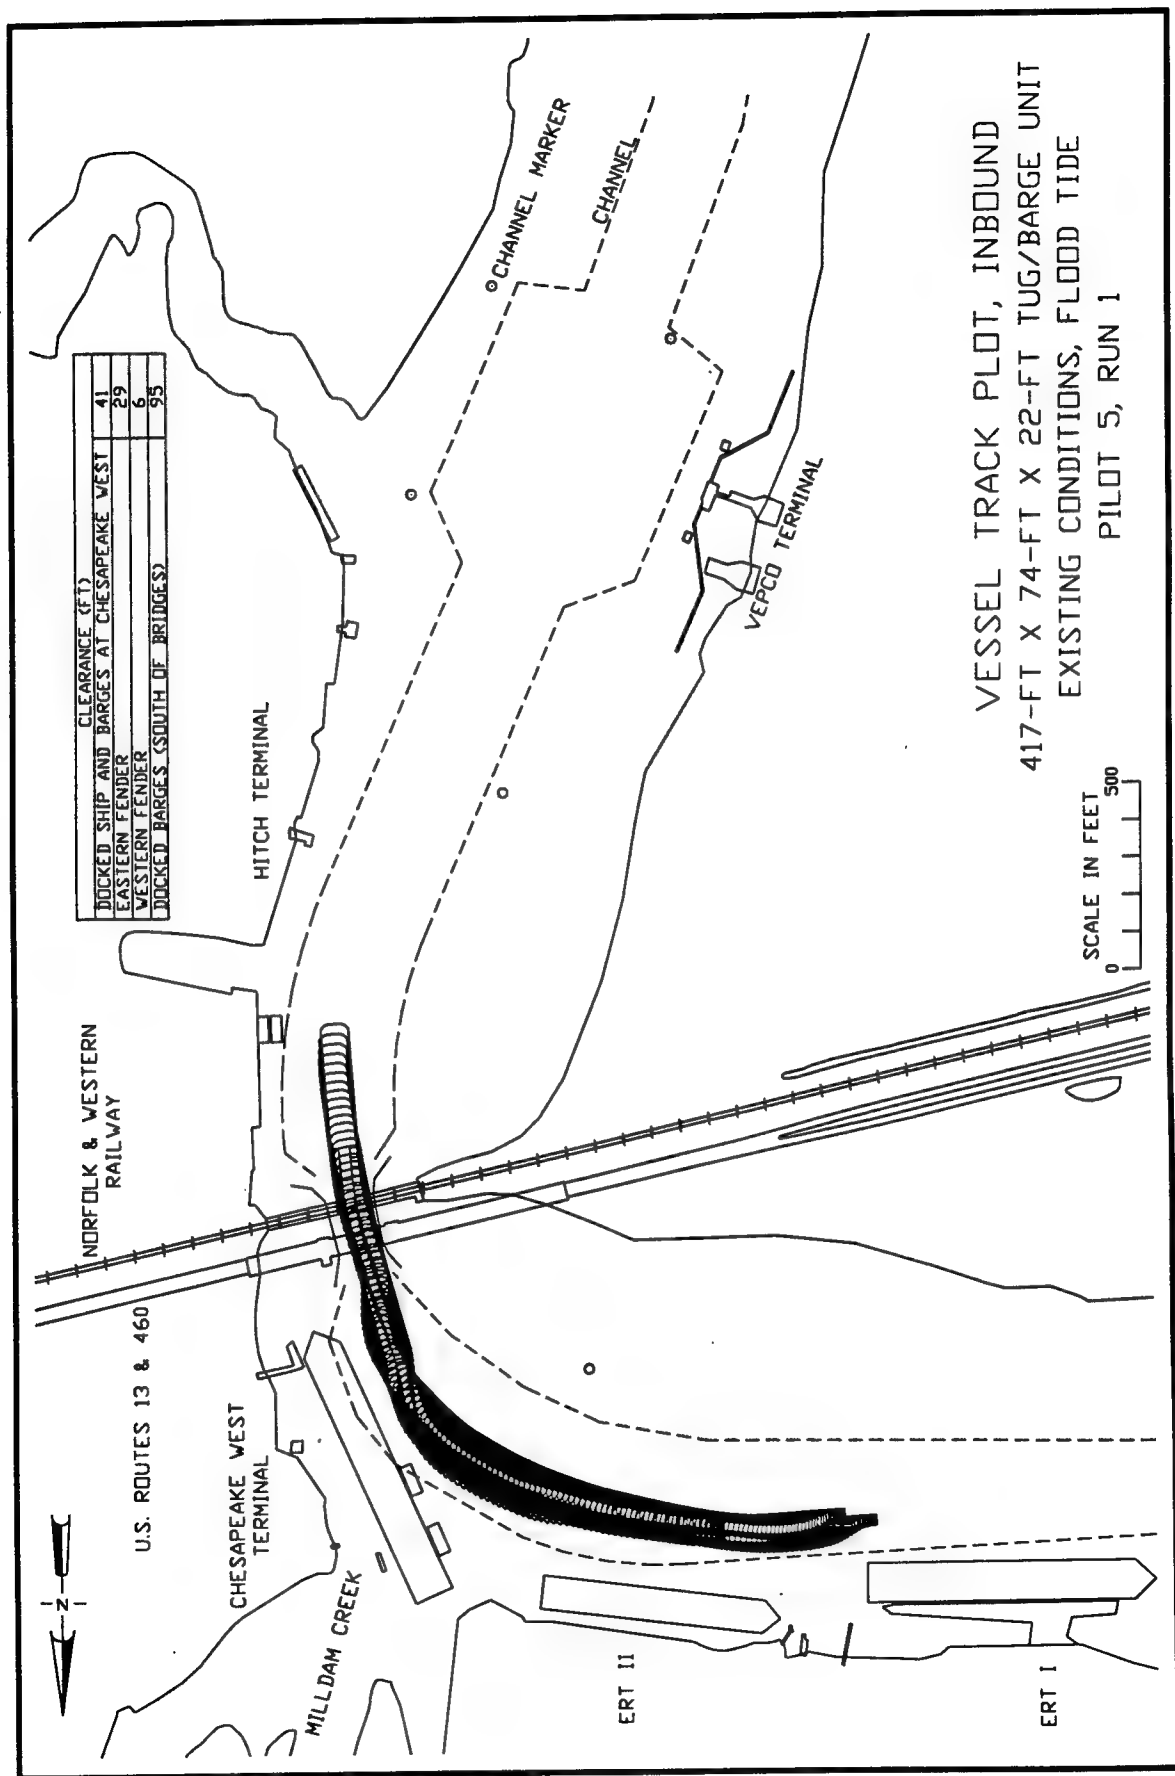 CLEARANCE (FT)
DOCKED SHIP AND BARGES AT CHESAPEAKE WEST 41
EASTERN FENDER 29
WESTERN FENDER 6
DOCKED BARGES (SOUTH OF BRIDGES) 95
N
U.S. ROUTES 13 & 460
NORFOLK & WESTERN
RAILWAY
HITCH TERMINAL
CHESAPEAKE WEST
TERMINAL
MILLDAM CREEK
CHANNEL MARKER
CHANNEL
VEPCO TERMINAL
ERT II
ERT I
SCALE IN FEET
0 500
VESSEL TRACK PLOT, INBOUND
417-FT X 74-FT X 22-FT TUG/BARGE UNIT
EXISTING CONDITIONS, FLOOD TIDE
PILOT 5, RUN 1